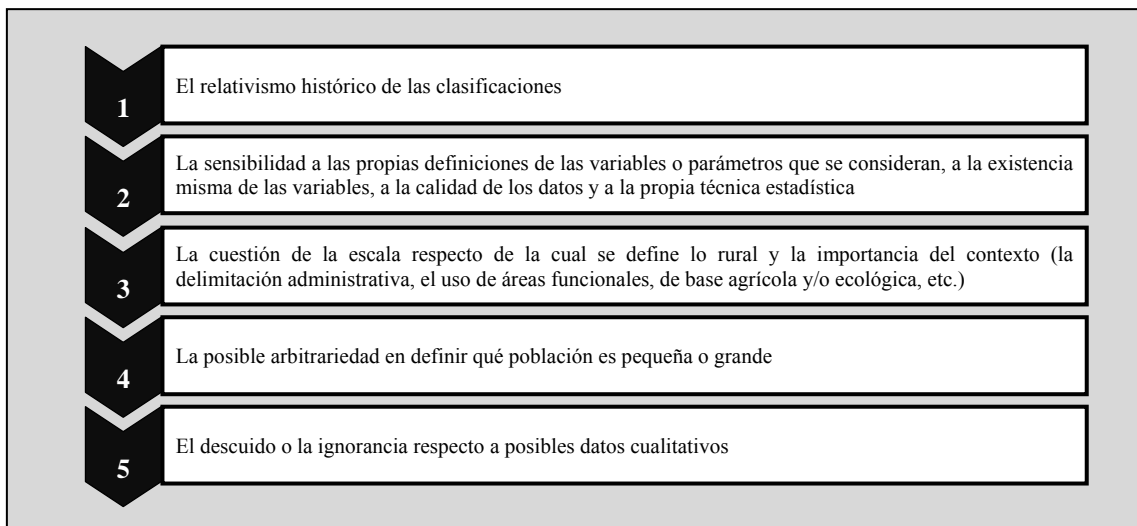 1
El relativismo histórico de las clasificaciones
2
La sensibilidad a las propias definiciones de las variables o parámetros que se consideran, a la existencia
misma de las variables, a la calidad de los datos y a la propia técnica estadística
3
La cuestión de la escala respecto de la cual se define lo rural y la importancia del contexto (la
delimitación administrativa, el uso de áreas funcionales, de base agrícola y/o ecológica, etc.)
4
La posible arbitrariedad en definir qué población es pequeña o grande
5
El descuido o la ignorancia respecto a posibles datos cualitativos